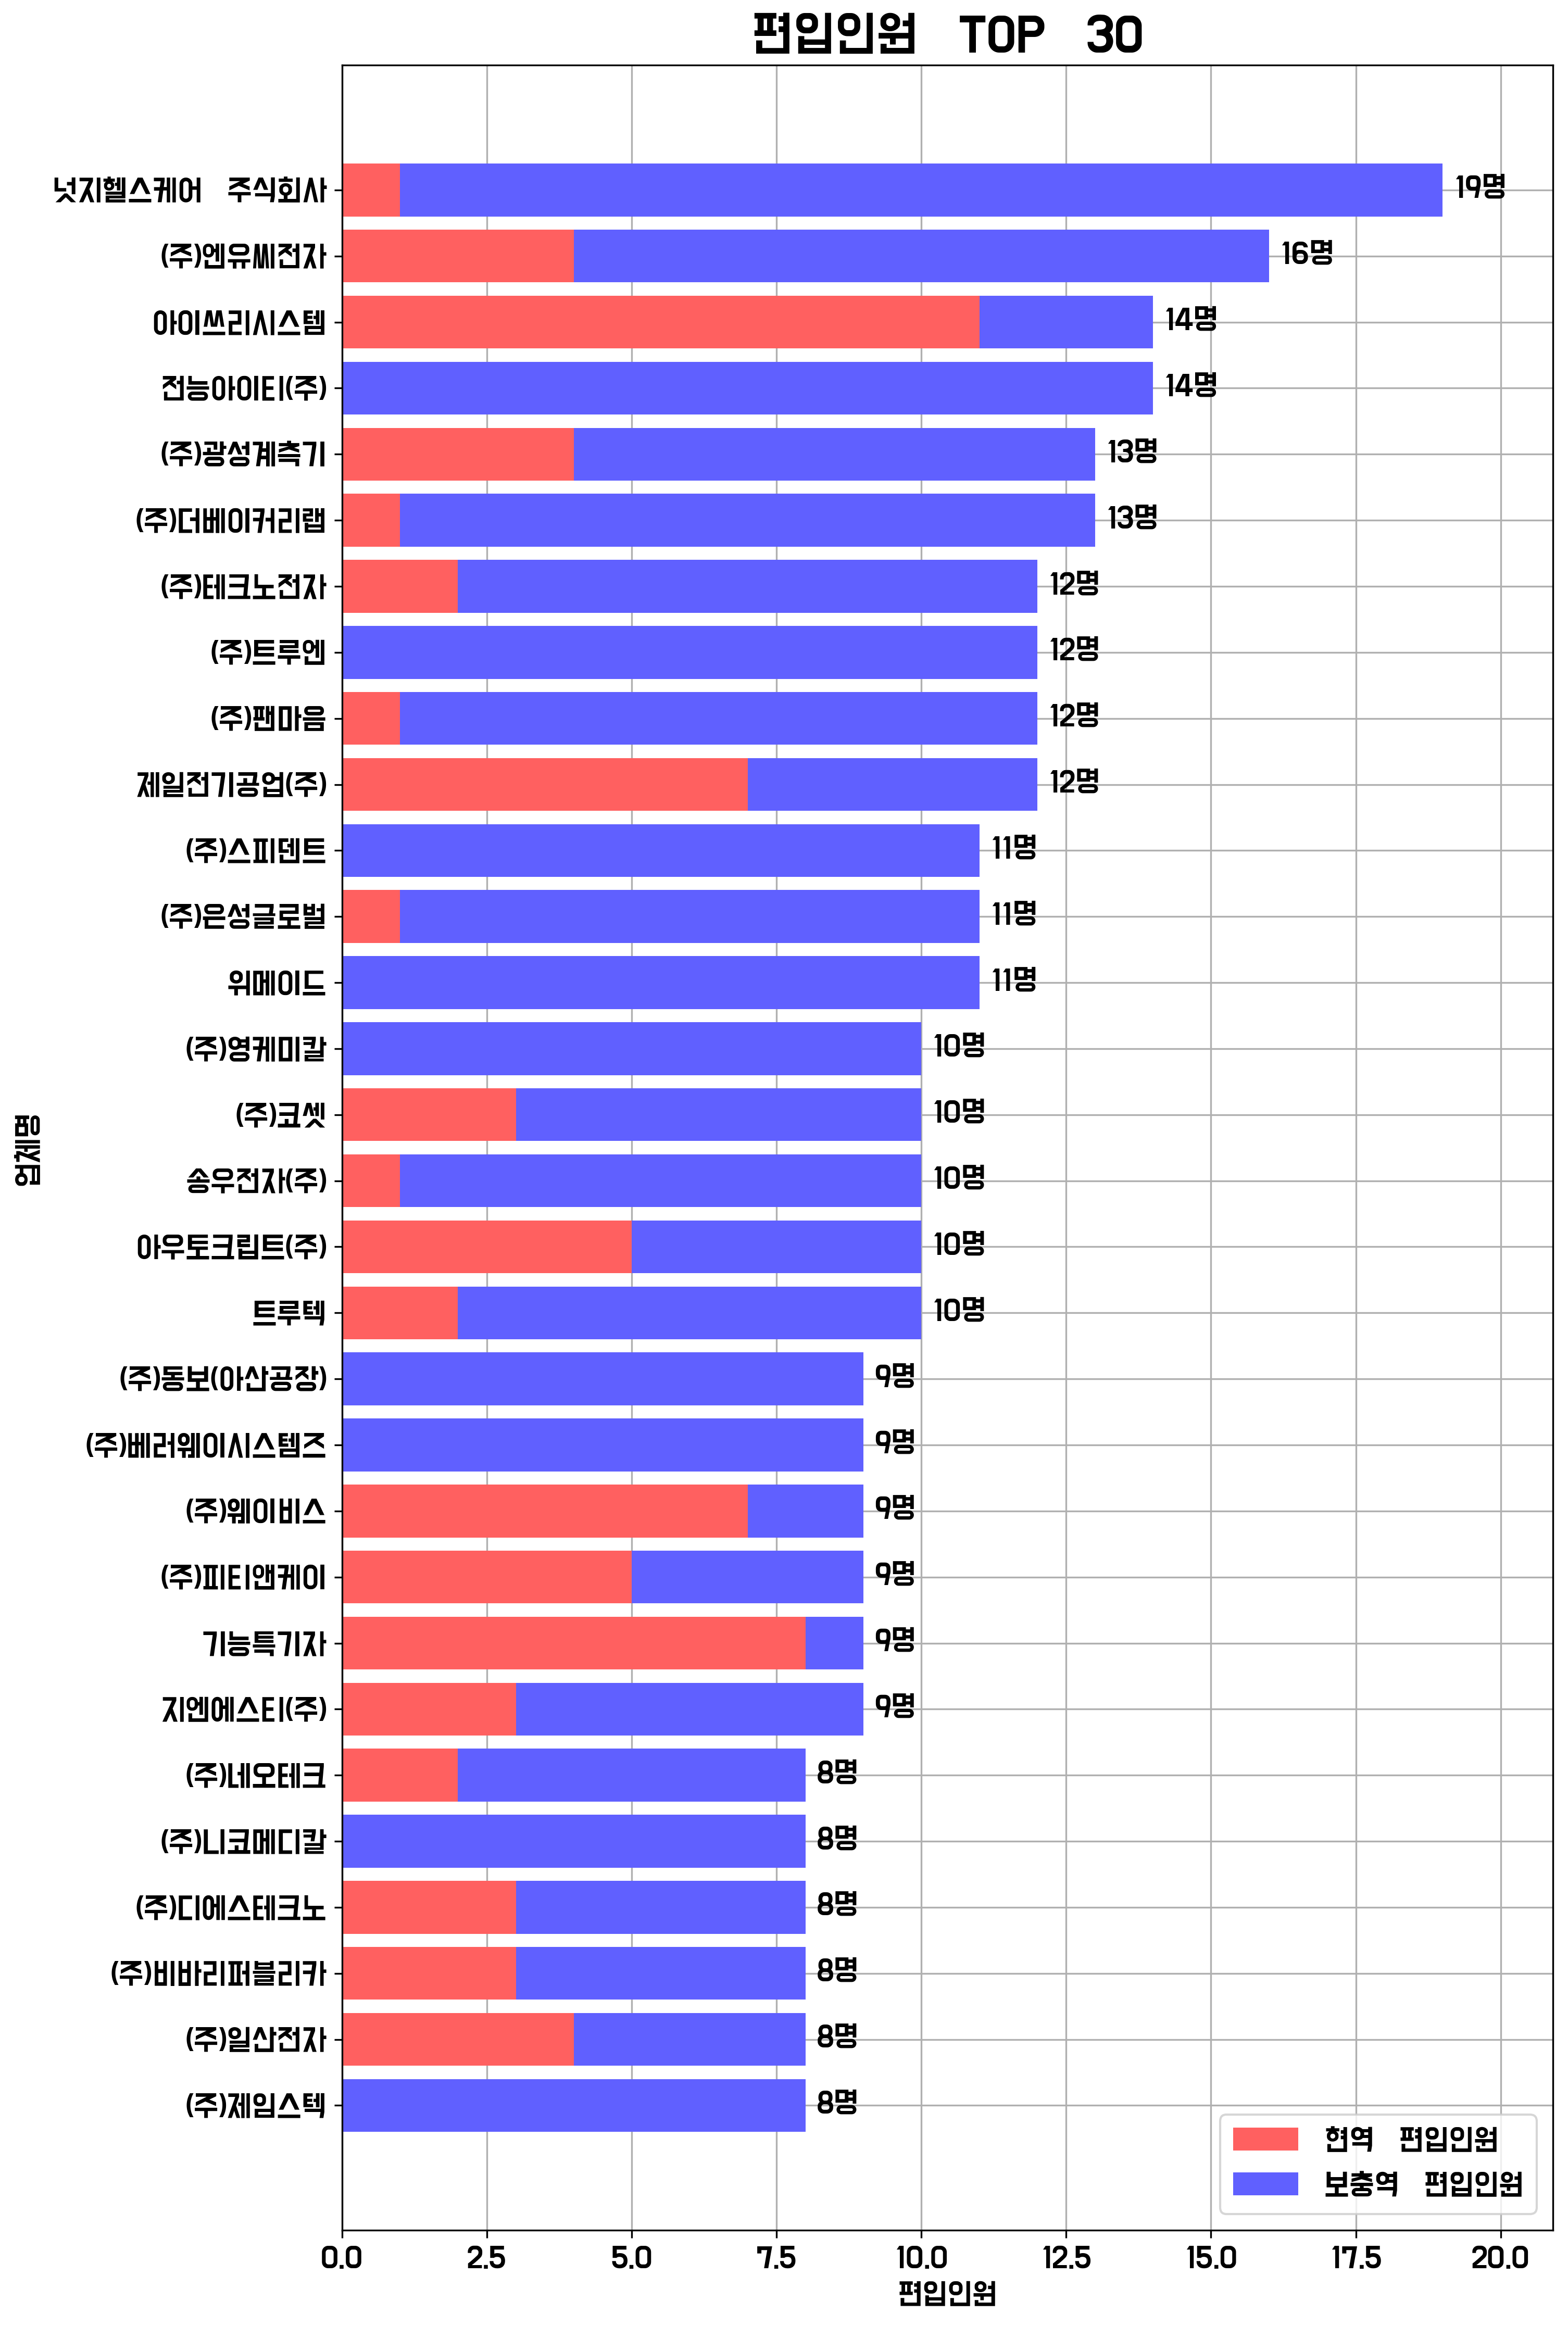 편입인원 TOP 30
넛지헬스케어 주식회사 19명
(주)엔유씨전자 16명
아이쓰리시스템 14명
전능아이티(주) 14명
(주)광성계측기 13명
(주)더베이커리랩 13명
(주)테크노전자 12명
(주)트루엔 12명
(주)팬마음 12명
제일전기공업(주) 12명
(주)스피덴트 11명
(주)은성글로벌 11명
위메이드 11명
(주)영케미칼 10명
(주)코셋 10명
송우전자(주) 10명
아우토크립트(주) 10명
트루텍 10명
(주)동보(아산공장) 9명
(주)베러웨이시스템즈 9명
(주)웨이비스 9명
(주)피티앤케이 9명
기능특기자 9명
지엔에스티(주) 9명
(주)네오테크 8명
(주)니코메디칼 8명
(주)디에스테크노 8명
(주)비바리퍼블리카 8명
(주)일산전자 8명
(주)제임스텍 8명
업체명
현역 편입인원
보충역 편입인원
0.0 2.5 5.0 7.5 10.0 12.5 15.0 17.5 20.0
편입인원